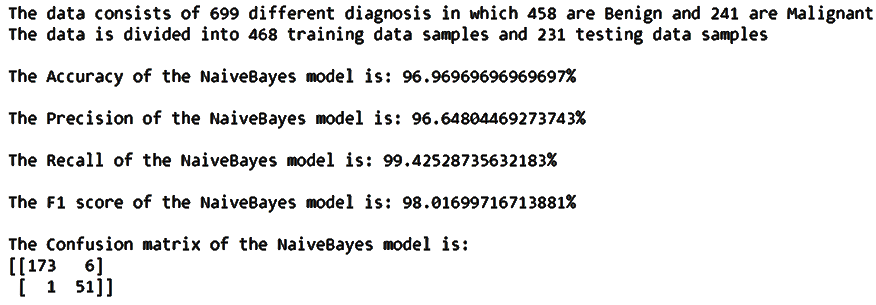 The data consists of 699 different diagnosis in which 458 are Benign and 241 are Malignant
The data is divided into 468 training data samples and 231 testing data samples
The Accuracy of the NaiveBayes model is: 96.96969696969697%
The Precision of the NaiveBayes model is: 96.64804469273743%
The Recall of the NaiveBayes model is: 99.42528735632183%
The F1 score of the NaiveBayes model is: 98.01699716713881%
The Confusion matrix of the NaiveBayes model is:
[[173   6]
 [  1  51]]